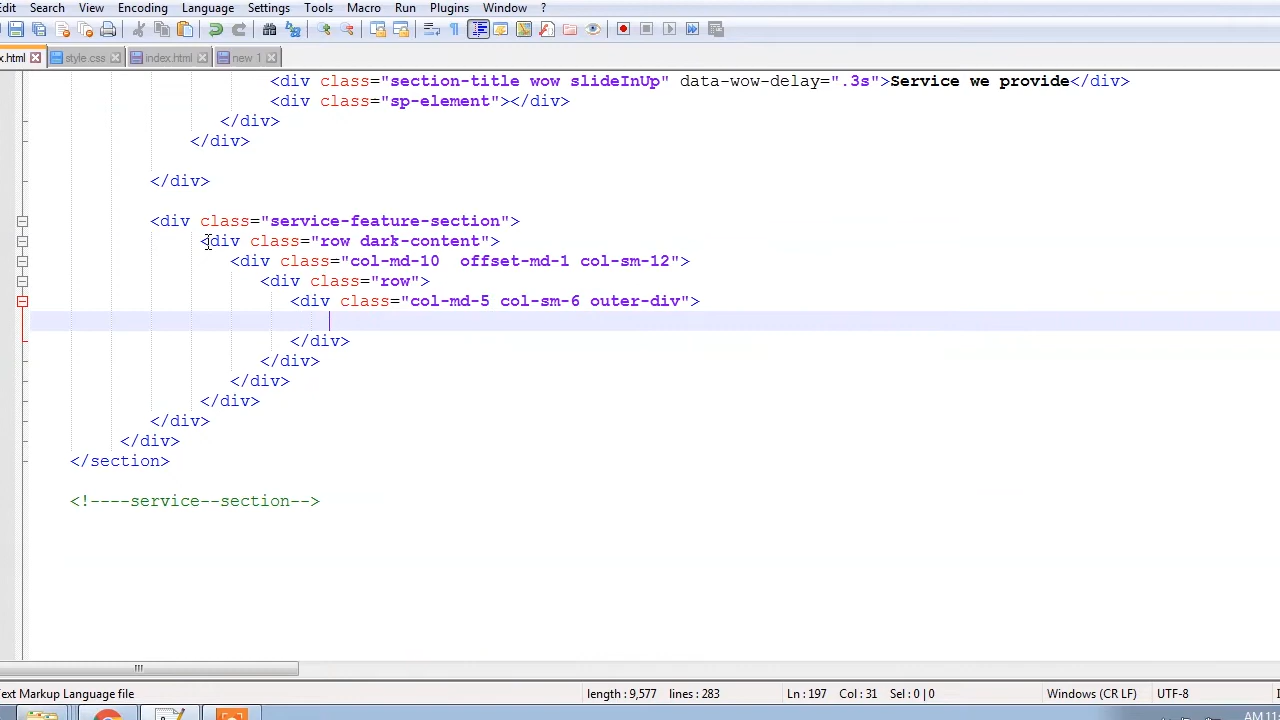 Edit Search View Encoding Language Settings Tools Macro Run Plugins Window ?
x.html style.css index.html new 1
<div class="section-title wow slideInUp" data-wow-delay=".3s">Service we provide</div>
<div class="sp-element"></div>
</div>
</div>
</div>
<div class="service-feature-section">
<div class="row dark-content">
<div class="col-md-10  offset-md-1 col-sm-12">
<div class="row">
<div class="col-md-5 col-sm-6 outer-div">
</div>
</div>
</div>
</div>
</div>
</div>
</section>
<!----service--section-->
ext Markup Language file length : 9,577 lines : 283 Ln : 197 Col : 31 Sel : 0 | 0 Windows (CR LF) UTF-8